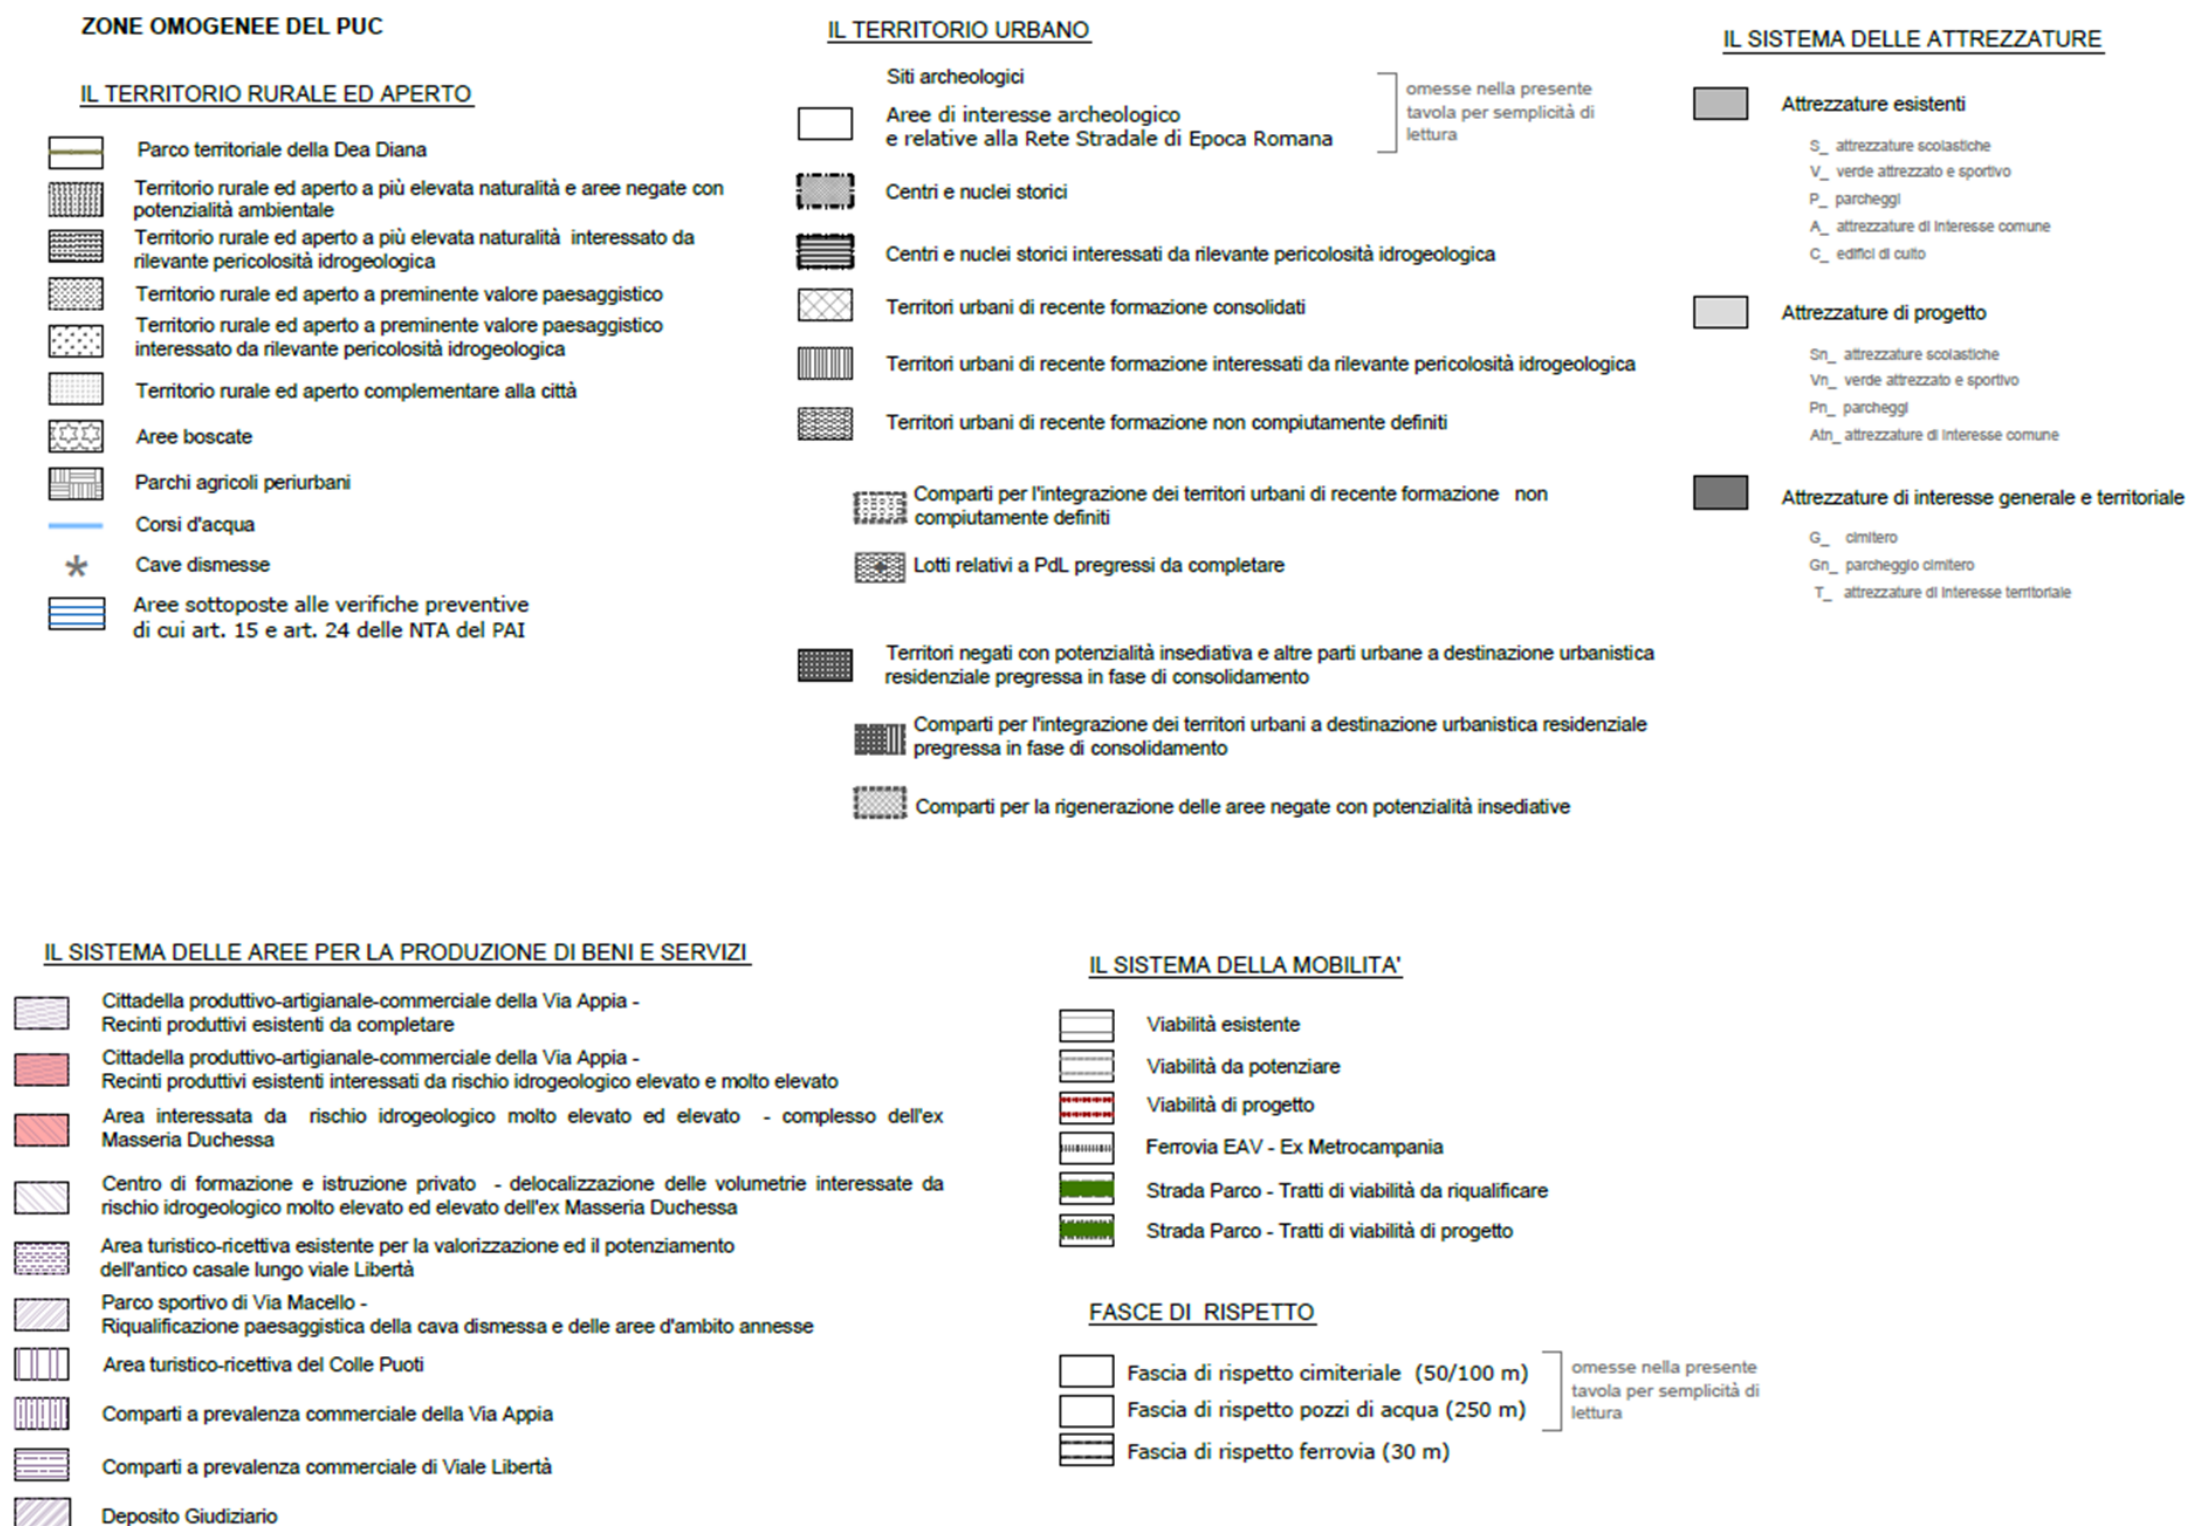 ZONE OMOGENEE DEL PUC
IL TERRITORIO RURALE ED APERTO
Parco territoriale della Dea Diana
Territorio rurale ed aperto a più elevata naturalità e aree negate con
potenzialità ambientale
Territorio rurale ed aperto a più elevata naturalità interessato da
rilevante pericolosità idrogeologica
Territorio rurale ed aperto a preminente valore paesaggistico
Territorio rurale ed aperto a preminente valore paesaggistico
interessato da rilevante pericolosità idrogeologica
Territorio rurale ed aperto complementare alla città
Aree boscate
Parchi agricoli periurbani
Corsi d'acqua
Cave dismesse
Aree sottoposte alle verifiche preventive
di cui art. 15 e art. 24 delle NTA del PAI
IL TERRITORIO URBANO
Siti archeologici
Aree di interesse archeologico
e relative alla Rete Stradale di Epoca Romana
omesse nella presente
tavola per semplicità di
lettura
Centri e nuclei storici
Centri e nuclei storici interessati da rilevante pericolosità idrogeologica
Territori urbani di recente formazione consolidati
Territori urbani di recente formazione interessati da rilevante pericolosità idrogeologica
Territori urbani di recente formazione non compiutamente definiti
Comparti per l'integrazione dei territori urbani di recente formazione non
compiutamente definiti
Lotti relativi a PdL pregressi da completare
Territori negati con potenzialità insediativa e altre parti urbane a destinazione urbanistica
residenziale pregressa in fase di consolidamento
Comparti per l'integrazione dei territori urbani a destinazione urbanistica residenziale
pregressa in fase di consolidamento
Comparti per la rigenerazione delle aree negate con potenzialità insediative
IL SISTEMA DELLE ATTREZZATURE
Attrezzature esistenti
S_ attrezzature scolastiche
V_ verde attrezzato e sportivo
P_ parcheggi
A_ attrezzature di interesse comune
C_ edifici di culto
Attrezzature di progetto
Sn_ attrezzature scolastiche
Vn_ verde attrezzato e sportivo
Pn_ parcheggi
Atn_ attrezzature di interesse comune
Attrezzature di interesse generale e territoriale
G_ cimitero
Gn_ parcheggio cimitero
T_ attrezzature di interesse territoriale
IL SISTEMA DELLE AREE PER LA PRODUZIONE DI BENI E SERVIZI
Cittadella produttivo-artigianale-commerciale della Via Appia -
Recinti produttivi esistenti da completare
Cittadella produttivo-artigianale-commerciale della Via Appia -
Recinti produttivi esistenti interessati da rischio idrogeologico elevato e molto elevato
Area interessata da rischio idrogeologico molto elevato ed elevato - complesso dell'ex
Masseria Duchessa
Centro di formazione e istruzione privato - delocalizzazione delle volumetrie interessate da
rischio idrogeologico molto elevato ed elevato dell'ex Masseria Duchessa
Area turistico-ricettiva esistente per la valorizzazione ed il potenziamento
dell'antico casale lungo viale Libertà
Parco sportivo di Via Macello -
Riqualificazione paesaggistica della cava dismessa e delle aree d'ambito annesse
Area turistico-ricettiva del Colle Puoti
Comparti a prevalenza commerciale della Via Appia
Comparti a prevalenza commerciale di Viale Libertà
Deposito Giudiziario
IL SISTEMA DELLA MOBILITA'
Viabilità esistente
Viabilità da potenziare
Viabilità di progetto
Ferrovia EAV - Ex Metrocampania
Strada Parco - Tratti di viabilità da riqualificare
Strada Parco - Tratti di viabilità di progetto
FASCE DI RISPETTO
Fascia di rispetto cimiteriale (50/100 m)
Fascia di rispetto pozzi di acqua (250 m)
omesse nella presente
tavola per semplicità di
lettura
Fascia di rispetto ferrovia (30 m)